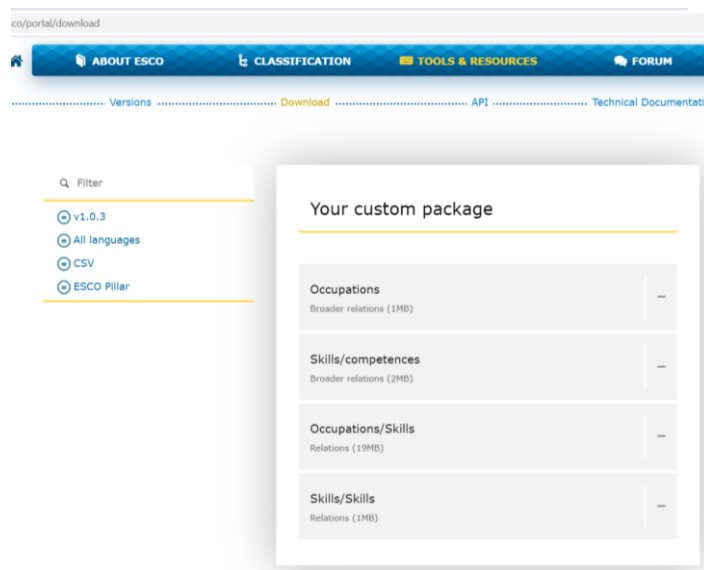 co/portal/download
ABOUT ESCO CLASSIFICATION TOOLS & RESOURCES FORUM
Versions Download API Technical Documentati
Filter
v1.0.3
All languages
CSV
ESCO Pillar
Your custom package
Occupations
Broader relations (1MB)
Skills/competences
Broader relations (2MB)
Occupations/Skills
Relations (19MB)
Skills/Skills
Relations (1MB)